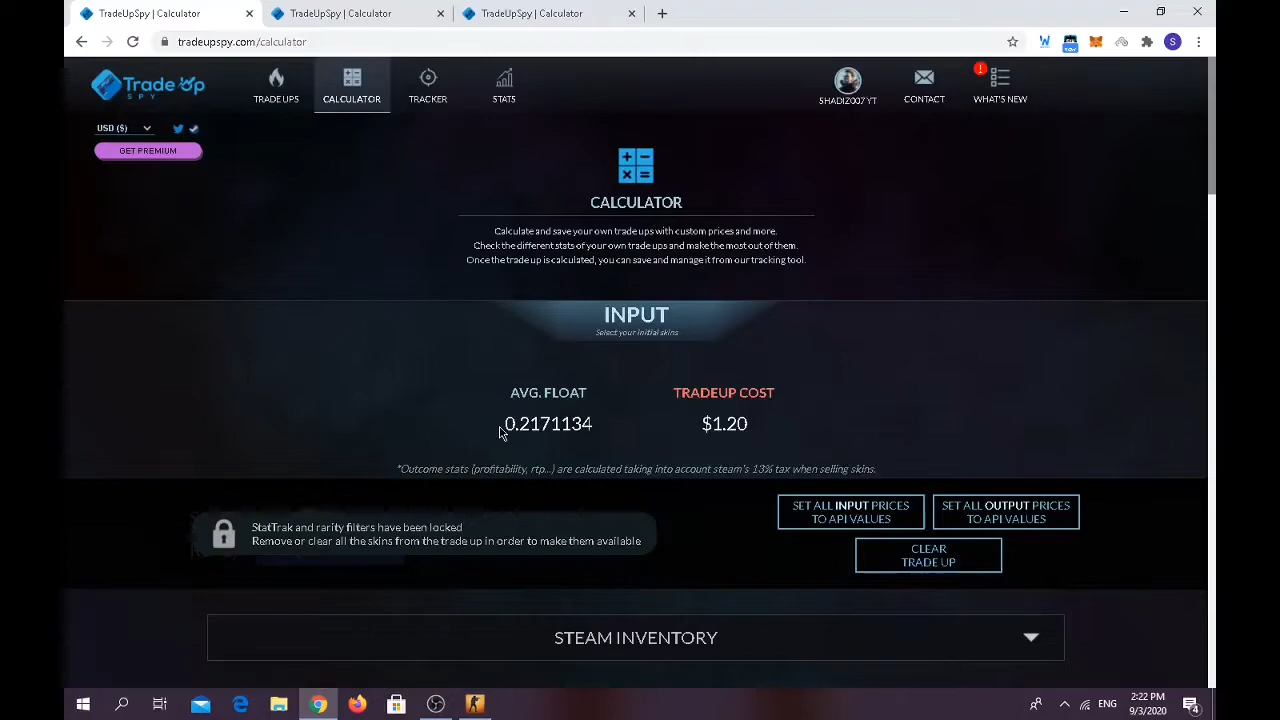 TradeUpSpy | Calculator
TradeUpSpy | Calculator
TradeUpSpy | Calculator
tradeupspy.com/calculator
S
Trade Up
SPY
TRADE UPS
CALCULATOR
TRACKER
STATS
SHADIZ007 YT
CONTACT
WHAT'S NEW
USD ($)
GET PREMIUM
CALCULATOR
Calculate and save your own trade ups with custom prices and more.
Check the different stats of your own trade ups and make the most out of them.
Once the trade up is calculated, you can save and manage it from our tracking tool.
INPUT
Select your initial skins
AVG. FLOAT
TRADEUP COST
0.2171134
$1.20
*Outcome stats (profitability, rtp...) are calculated taking into account steam's 13% tax when selling skins.
StatTrak and rarity filters have been locked
Remove or clear all the skins from the trade up in order to make them available
SET ALL INPUT PRICES
TO API VALUES
SET ALL OUTPUT PRICES
TO API VALUES
CLEAR
TRADE UP
STEAM INVENTORY
ENG
2:22 PM
9/3/2020
4